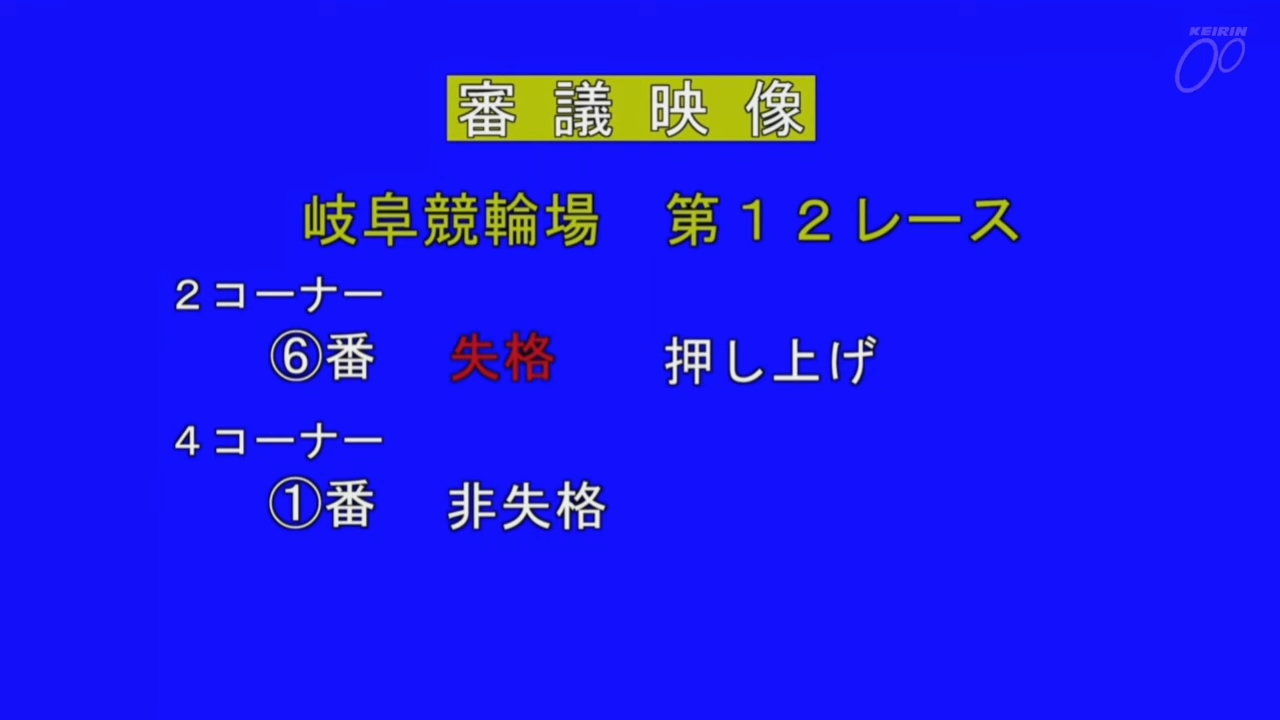 KEIRIN
審議映像
岐阜競輪場　第１２レース
２コーナー
⑥番　失格　押し上げ
４コーナー
①番　非失格